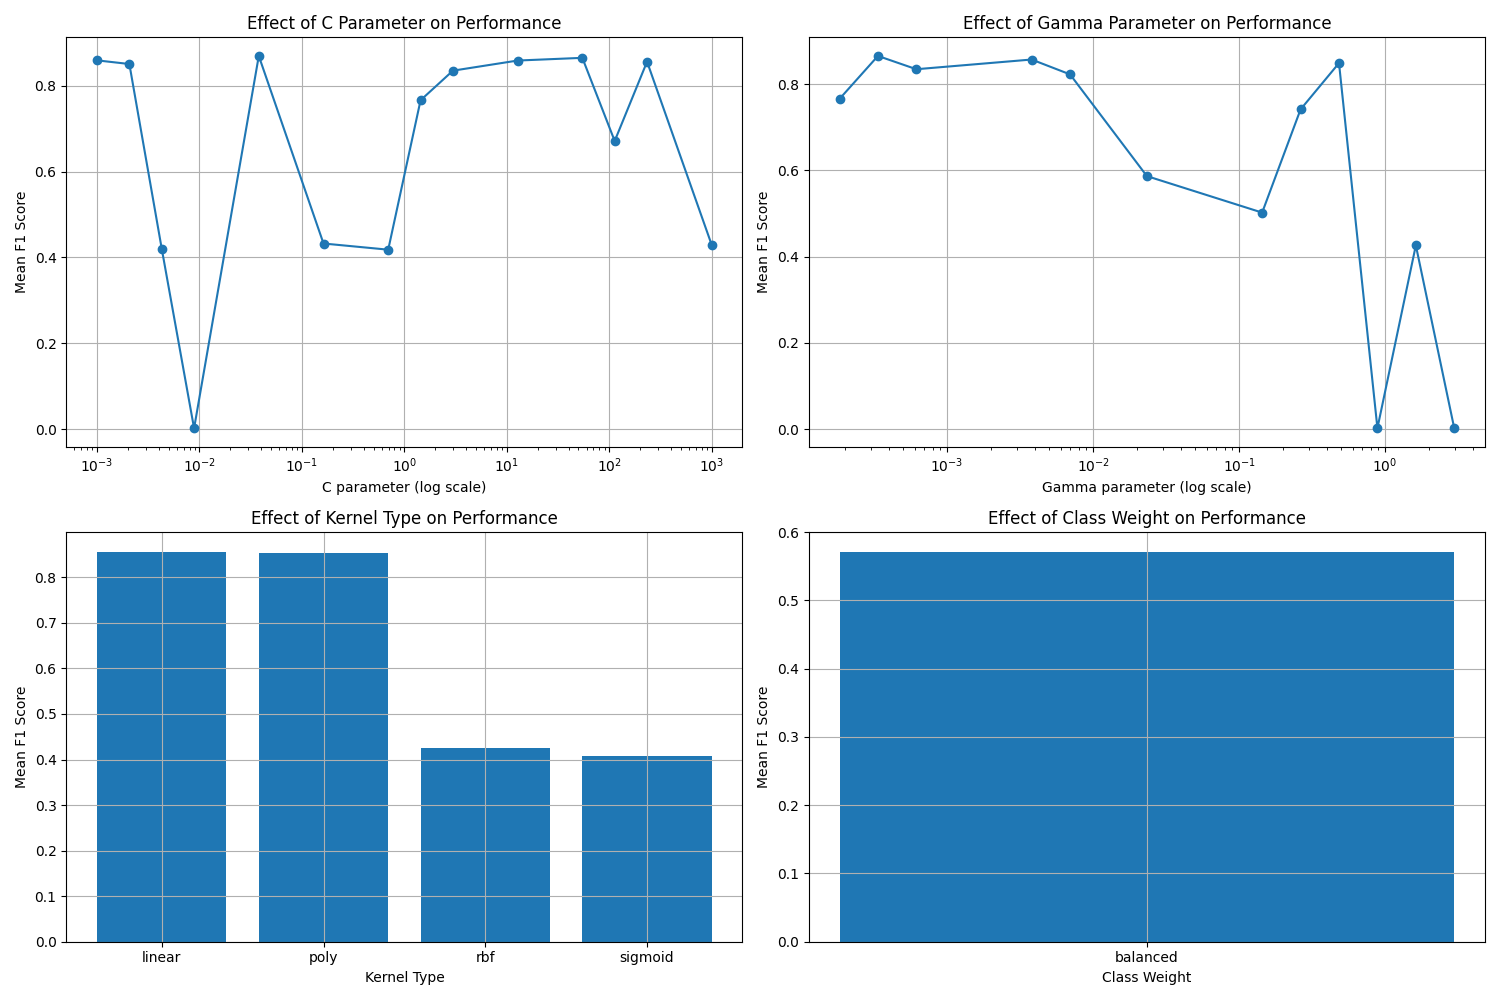 Effect of C Parameter on Performance
Mean F1 Score
0.8
0.6
0.4
0.2
0.0
10⁻³ 10⁻² 10⁻¹ 10⁰ 10¹ 10² 10³
C parameter (log scale)
Effect of Gamma Parameter on Performance
Mean F1 Score
0.8
0.6
0.4
0.2
0.0
10⁻³ 10⁻² 10⁻¹ 10⁰
Gamma parameter (log scale)
Effect of Kernel Type on Performance
Mean F1 Score
0.8
0.7
0.6
0.5
0.4
0.3
0.2
0.1
0.0
linear poly rbf sigmoid
Kernel Type
Effect of Class Weight on Performance
Mean F1 Score
0.6
0.5
0.4
0.3
0.2
0.1
0.0
balanced
Class Weight